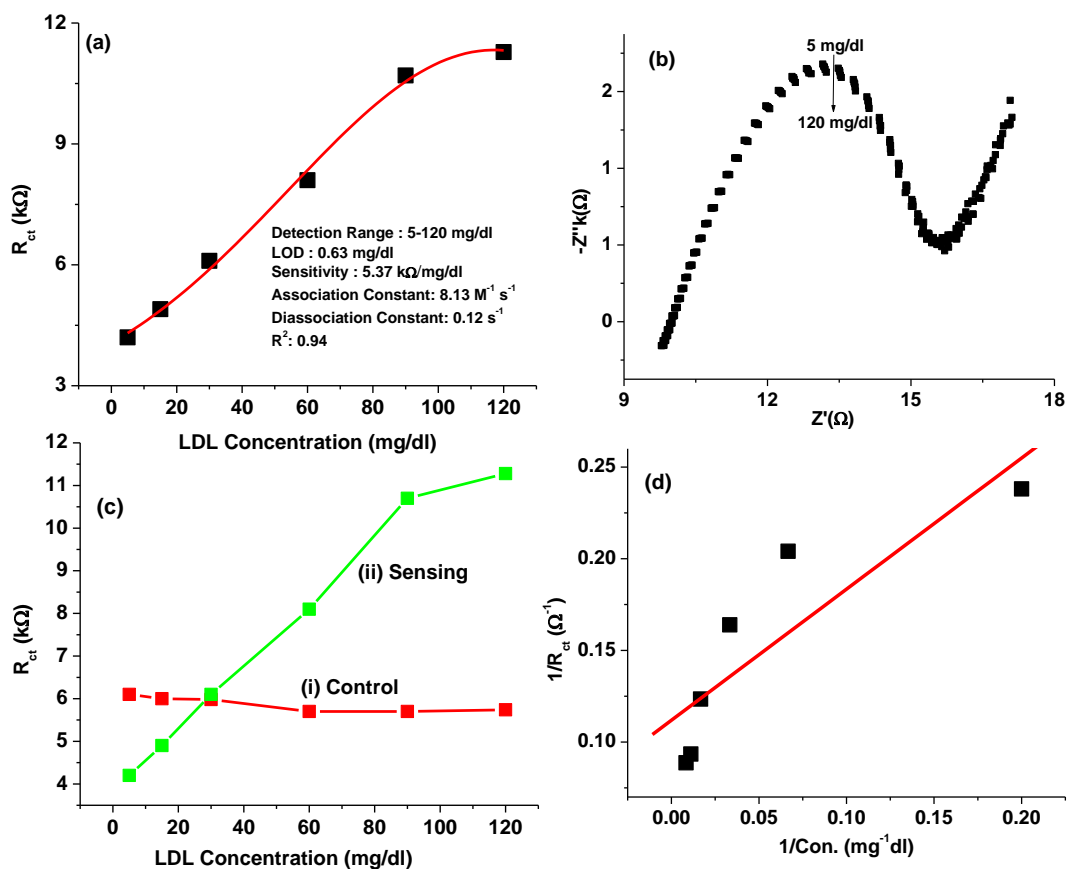 (a)
12
9
6
3
R_ct (kΩ)
Detection Range : 5-120 mg/dl
LOD : 0.63 mg/dl
Sensitivity : 5.37 kΩ/mg/dl
Association Constant: 8.13 M⁻¹ s⁻¹
Diassociation Constant: 0.12 s⁻¹
R²: 0.94
0 20 40 60 80 100 120
LDL Concentration (mg/dl)
(b)
2
2
1
1
0
-Z''k(Ω)
5 mg/dl
120 mg/dl
9 12 15 18
Z'(Ω)
(c)
12
11
10
9
8
7
6
5
4
R_ct (kΩ)
(ii) Sensing
(i) Control
0 20 40 60 80 100 120
LDL Concentration (mg/dl)
(d)
0.25
0.20
0.15
0.10
1/R_ct (Ω⁻¹)
0.00 0.05 0.10 0.15 0.20
1/Con. (mg⁻¹dl)